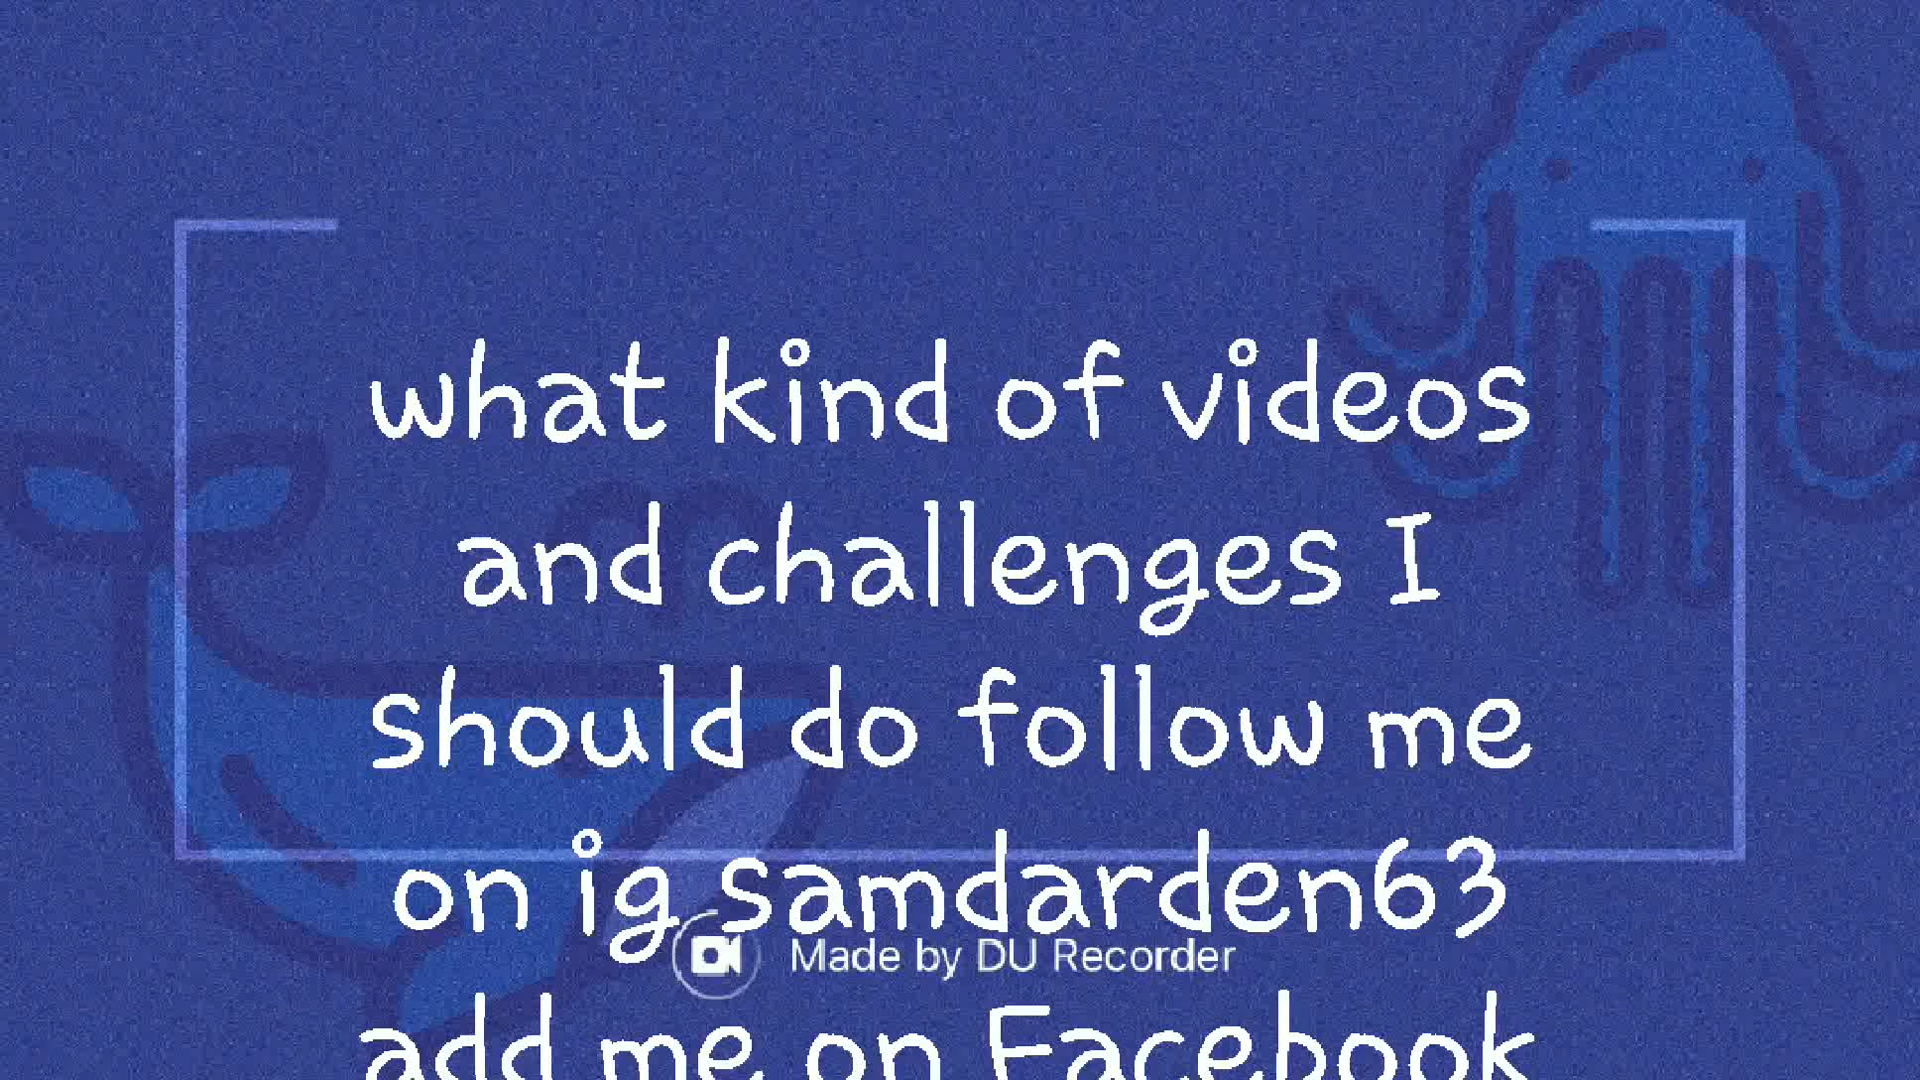 what kind of videos
and challenges I
should do follow me
on ig samdarden63
Made by DU Recorder
add me on Facebook